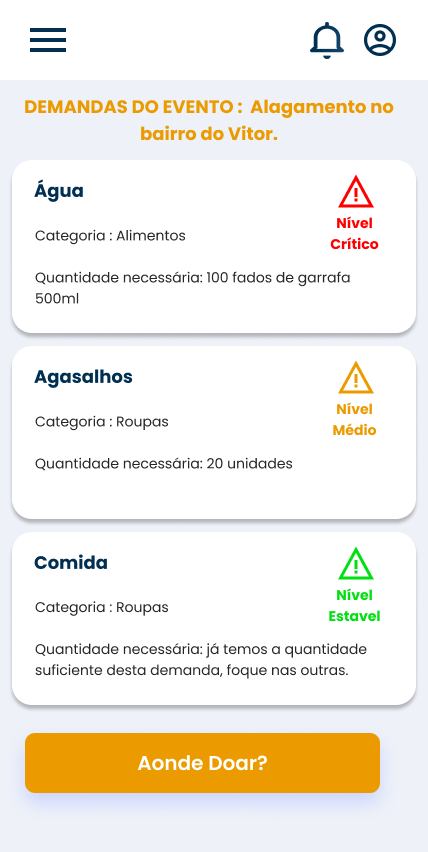 DEMANDAS DO EVENTO :  Alagamento no
bairro do Vitor.
Água
Nível
Crítico
Categoria : Alimentos
Quantidade necessária: 100 fados de garrafa
500ml
Agasalhos
Nível
Médio
Categoria : Roupas
Quantidade necessária: 20 unidades
Comida
Nível
Estavel
Categoria : Roupas
Quantidade necessária: já temos a quantidade
suficiente desta demanda, foque nas outras.
Aonde Doar?